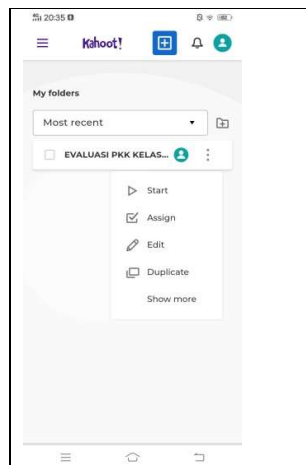 20:35
Kahoot!
My folders
Most recent
EVALUASI PKK KELAS...
Start
Assign
Edit
Duplicate
Show more